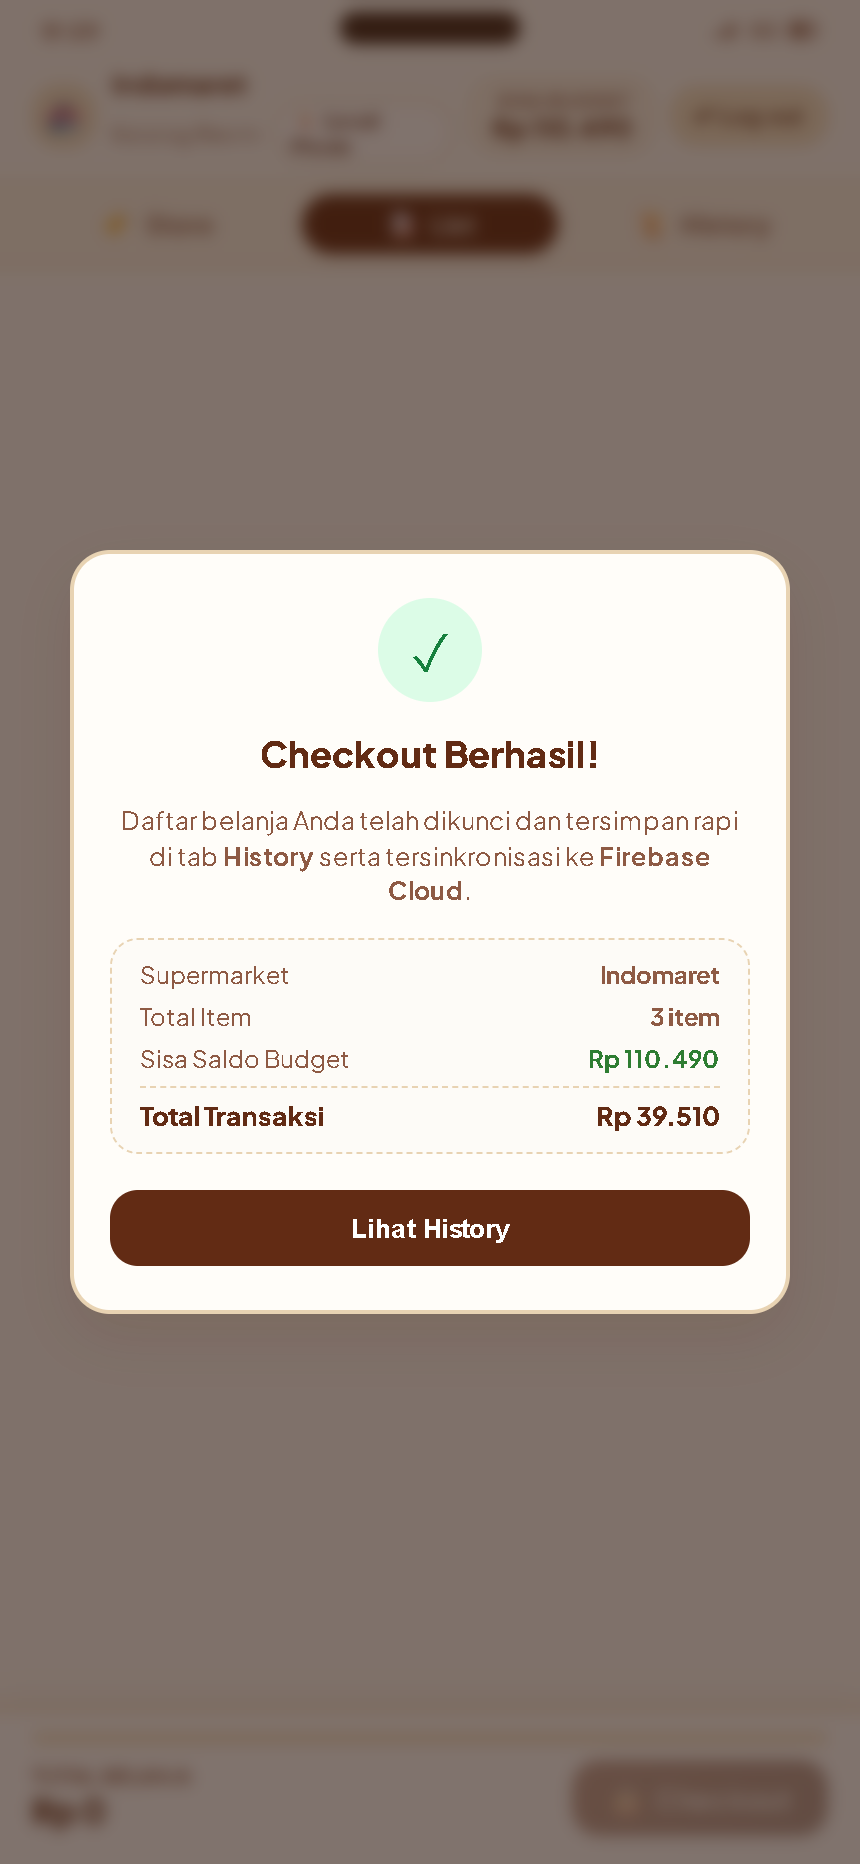 Indomaret
Checkout Berhasil!
Daftar belanja Anda telah dikunci dan tersimpan rapi
di tab History serta tersinkronisasi ke Firebase
Cloud.
Supermarket Indomaret
Total Item 3 item
Sisa Saldo Budget Rp 110.490
Total Transaksi Rp 39.510
Lihat History